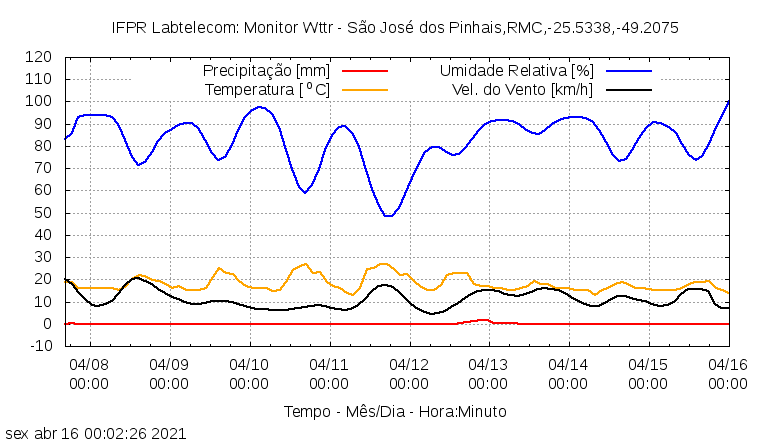 IFPR Labtelecom: Monitor Wttr - São José dos Pinhais,RMC,-25.5338,-49.2075
120
110
100
90
80
70
60
50
40
30
20
10
0
-10
Precipitação [mm]
Temperatura [⁰C]
Umidade Relativa [%]
Vel. do Vento [km/h]
04/08 04/09 04/10 04/11 04/12 04/13 04/14 04/15 04/16
00:00 00:00 00:00 00:00 00:00 00:00 00:00 00:00 00:00
Tempo - Mês/Dia - Hora:Minuto
sex abr 16 00:02:26 2021